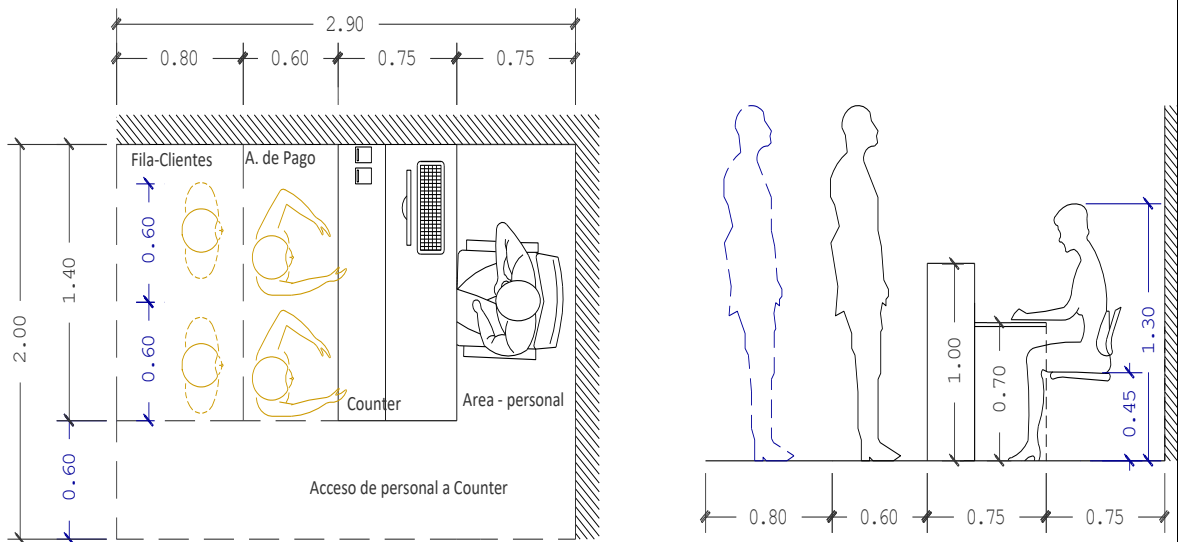 2.90
0.80 0.60 0.75 0.75
Fila-Clientes A. de Pago
0.60
1.40
2.00
0.60
Counter Area - personal
0.60
Acceso de personal a Counter
1.30
1.00
0.70
0.45
0.80 0.60 0.75 0.75